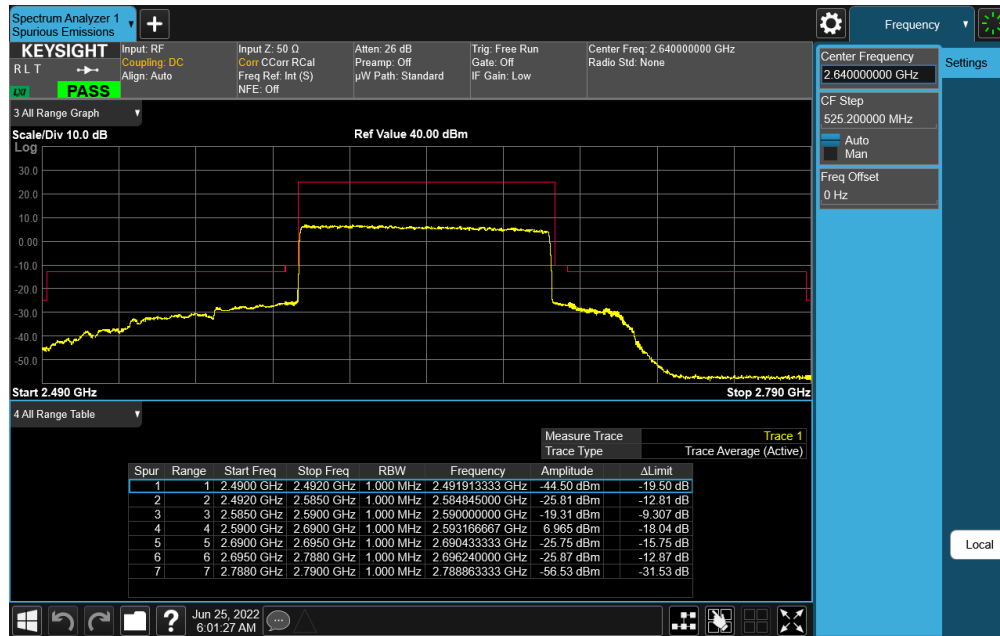 Spectrum Analyzer 1
Spurious Emissions
KEYSIGHT
R L T
LXI
PASS
Input: RF
Coupling: DC
Align: Auto
Input Z: 50 Ω
Corr CCorr RCal
Freq Ref: Int (S)
NFE: Off
Atten: 26 dB
Preamp: Off
µW Path: Standard
Trig: Free Run
Gate: Off
IF Gain: Low
Center Freq: 2.640000000 GHz
Radio Std: None
Frequency
Settings
Center Frequency
2.640000000 GHz
CF Step
525.200000 MHz
Auto
Man
Freq Offset
0 Hz
Local
3 All Range Graph
Scale/Div 10.0 dB
Ref Value 40.00 dBm
Log
30.0
20.0
10.0
0.00
-10.0
-20.0
-30.0
-40.0
-50.0
Start 2.490 GHz
Stop 2.790 GHz
4 All Range Table
Measure Trace Trace 1
Trace Type Trace Average (Active)
Spur Range Start Freq Stop Freq RBW Frequency Amplitude ΔLimit
1 1 2.4900 GHz 2.4920 GHz 1.000 MHz 2.491913333 GHz -44.50 dBm -19.50 dB
2 2 2.4920 GHz 2.5850 GHz 1.000 MHz 2.584845000 GHz -25.81 dBm -12.81 dB
3 3 2.5850 GHz 2.5900 GHz 1.000 MHz 2.590000000 GHz -19.31 dBm -9.307 dB
4 4 2.5900 GHz 2.6900 GHz 1.000 MHz 2.593166667 GHz 6.965 dBm -18.04 dB
5 5 2.6900 GHz 2.6950 GHz 1.000 MHz 2.690433333 GHz -25.75 dBm -15.75 dB
6 6 2.6950 GHz 2.7880 GHz 1.000 MHz 2.696240000 GHz -25.87 dBm -12.87 dB
7 7 2.7880 GHz 2.7900 GHz 1.000 MHz 2.788863333 GHz -56.53 dBm -31.53 dB
Jun 25, 2022
6:01:27 AM